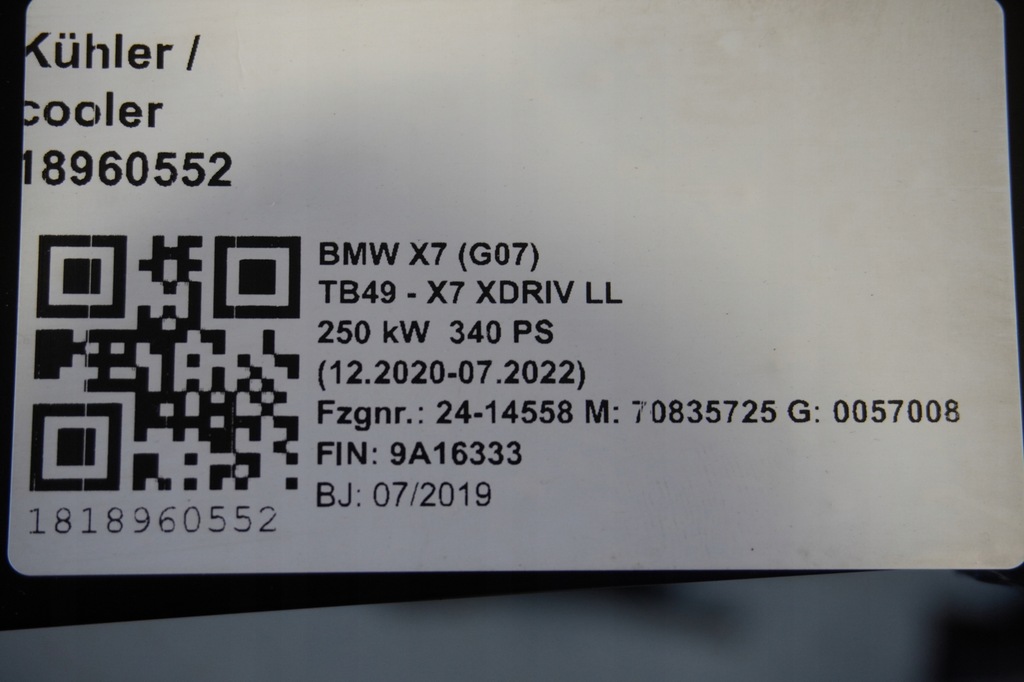 Kühler /
cooler
18960552
BMW X7 (G07)
TB49 - X7 XDRIV LL
250 kW 340 PS
(12.2020-07.2022)
Fzgnr.: 24-14558 M: 70835725 G: 0057008
FIN: 9A16333
BJ: 07/2019
1818960552